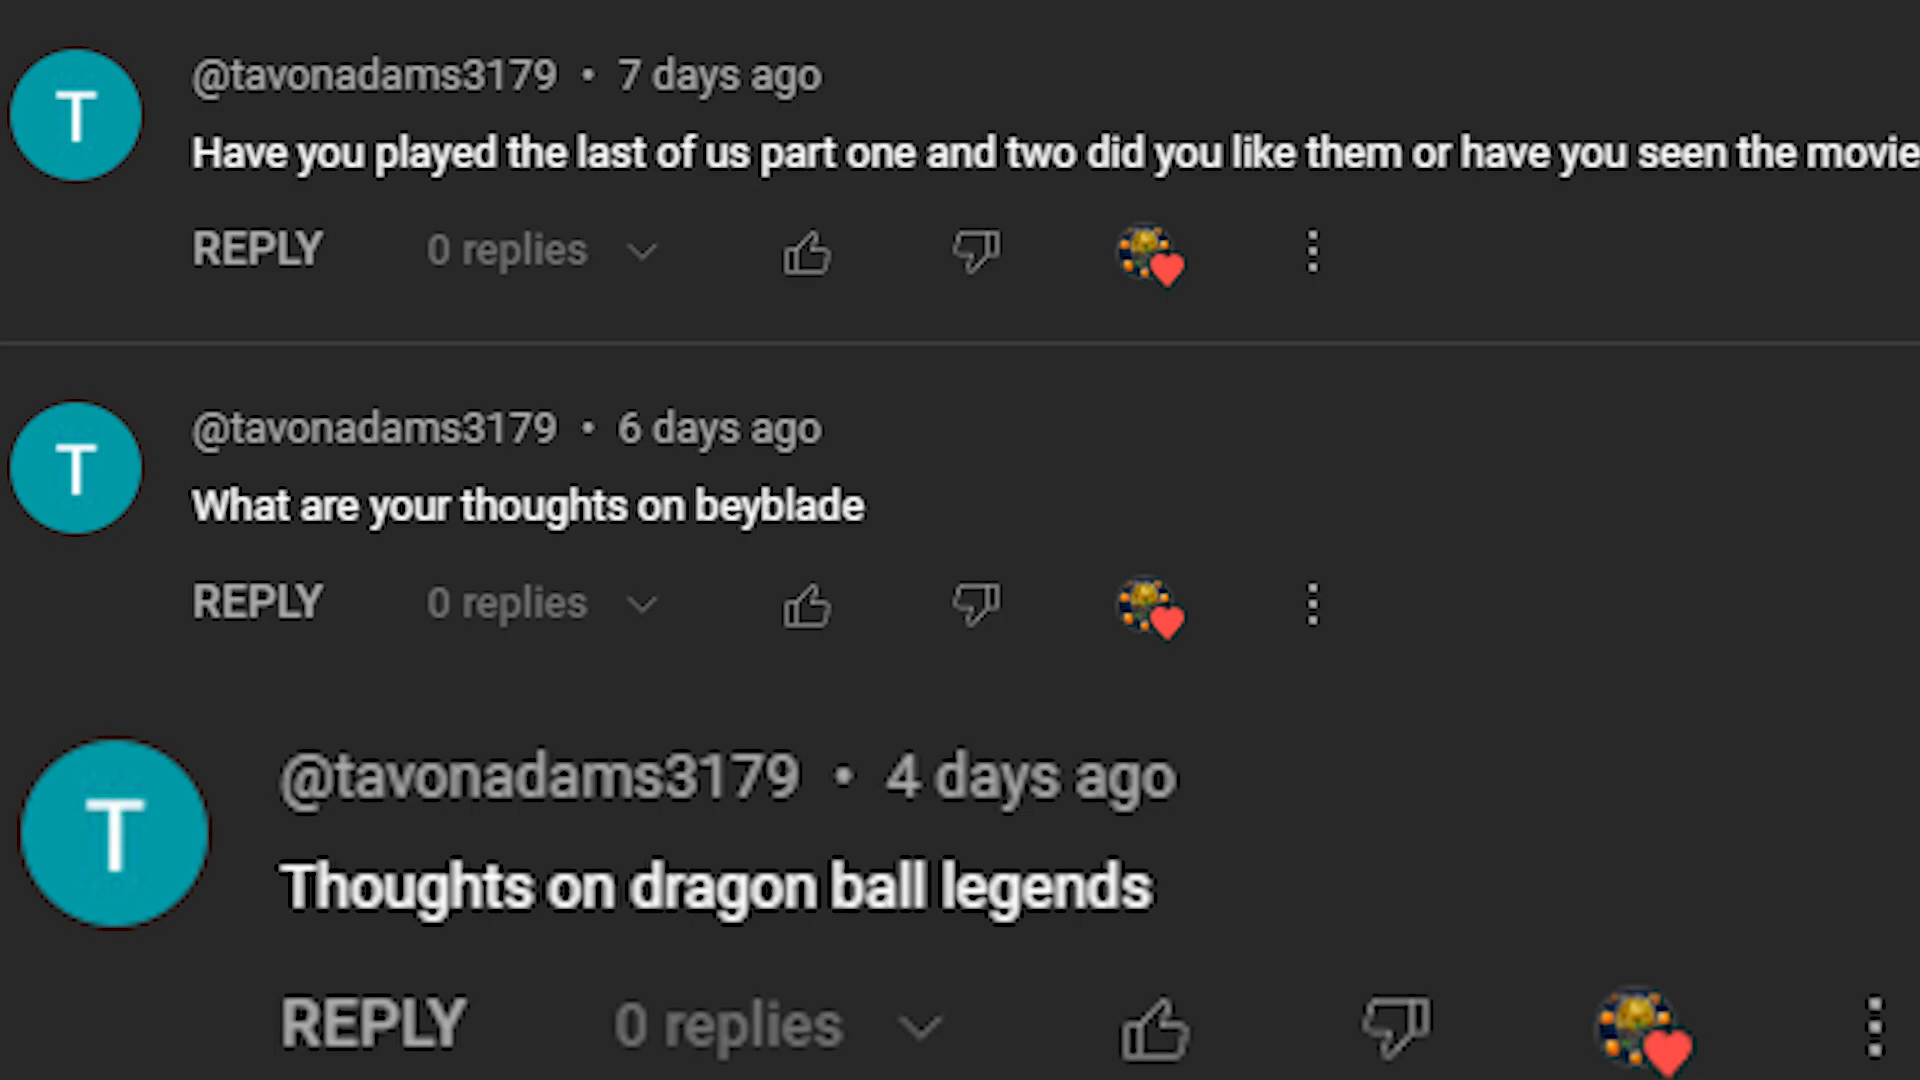 T
@tavonadams3179 • 7 days ago
Have you played the last of us part one and two did you like them or have you seen the movie
REPLY 0 replies
T
@tavonadams3179 • 6 days ago
What are your thoughts on beyblade
REPLY 0 replies
T
@tavonadams3179 • 4 days ago
Thoughts on dragon ball legends
REPLY 0 replies